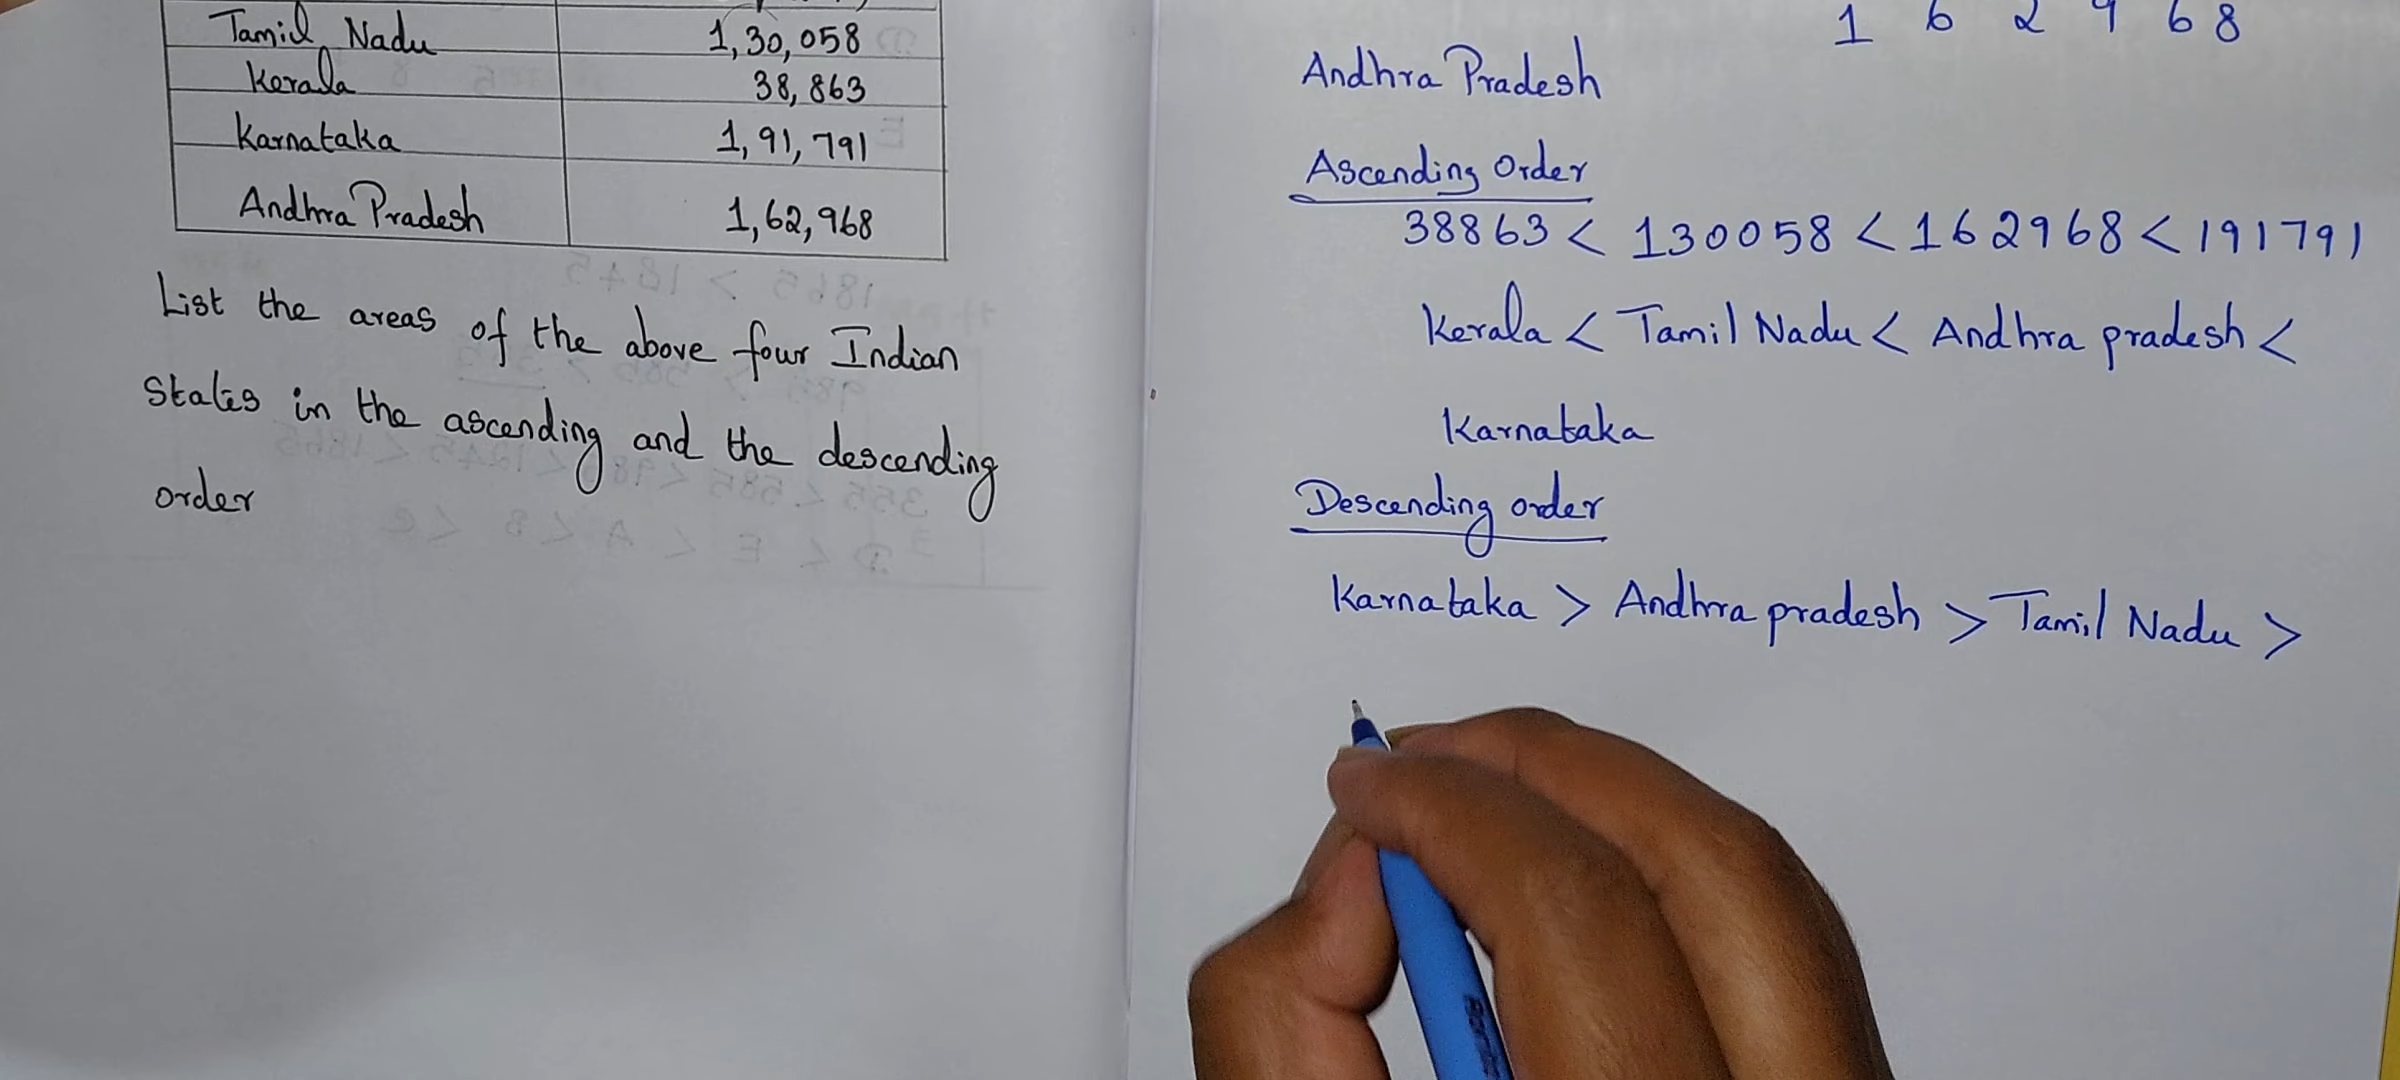 Tamil Nadu 1,30,058
Kerala 38,863
Karnataka 1,91,791
Andhra Pradesh 1,62,968
List the areas of the above four Indian
states in the ascending and the descending
order
1 6 2 9 6 8
Andhra Pradesh
Ascending Order
38863 < 130058 < 162968 < 191791
Kerala < Tamil Nadu < Andhra pradesh <
Karnataka
Descending order
Karnataka > Andhra pradesh > Tamil Nadu >